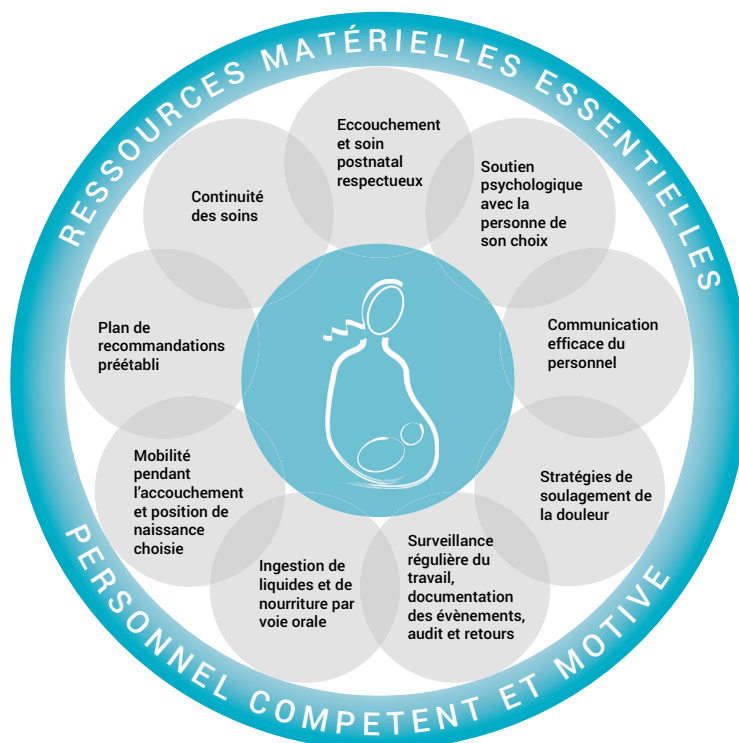 RESSOURCES MATÉRIELLES ESSENTIELLES
Eccouchement
et soin
postnatal
respectueux
Soutien
psychologique
avec la
personne de
son choix
Communication
efficace du
personnel
Stratégies de
soulagement de
la douleur
Surveillance
régulière du
travail,
documentation
des évènements,
audit et retours
Ingestion de
liquides et de
nourriture par
voie orale
Mobilité
pendant
l'accouchement
et position de
naissance
choisie
Plan de
recommandations
préétabli
Continuité
des soins
PERSONNEL COMPETENT ET MOTIVE